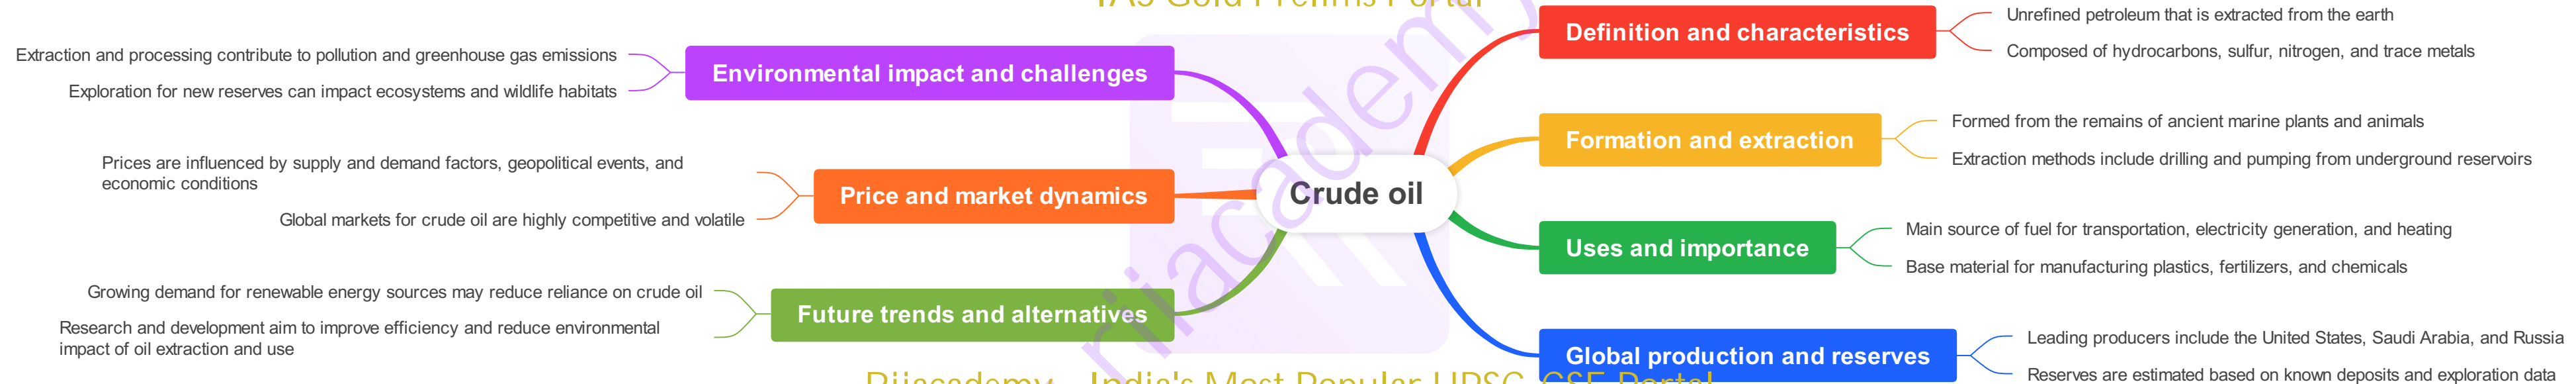 IAS Gold Prelims Portal
Crude oil
Definition and characteristics
Unrefined petroleum that is extracted from the earth
Composed of hydrocarbons, sulfur, nitrogen, and trace metals
Formation and extraction
Formed from the remains of ancient marine plants and animals
Extraction methods include drilling and pumping from underground reservoirs
Uses and importance
Main source of fuel for transportation, electricity generation, and heating
Base material for manufacturing plastics, fertilizers, and chemicals
Global production and reserves
Leading producers include the United States, Saudi Arabia, and Russia
Reserves are estimated based on known deposits and exploration data
Environmental impact and challenges
Extraction and processing contribute to pollution and greenhouse gas emissions
Exploration for new reserves can impact ecosystems and wildlife habitats
Price and market dynamics
Prices are influenced by supply and demand factors, geopolitical events, and
economic conditions
Global markets for crude oil are highly competitive and volatile
Future trends and alternatives
Growing demand for renewable energy sources may reduce reliance on crude oil
Research and development aim to improve efficiency and reduce environmental
impact of oil extraction and use
rijacademy
Rijacademy - India's Most Popular UPSC-CSE Portal